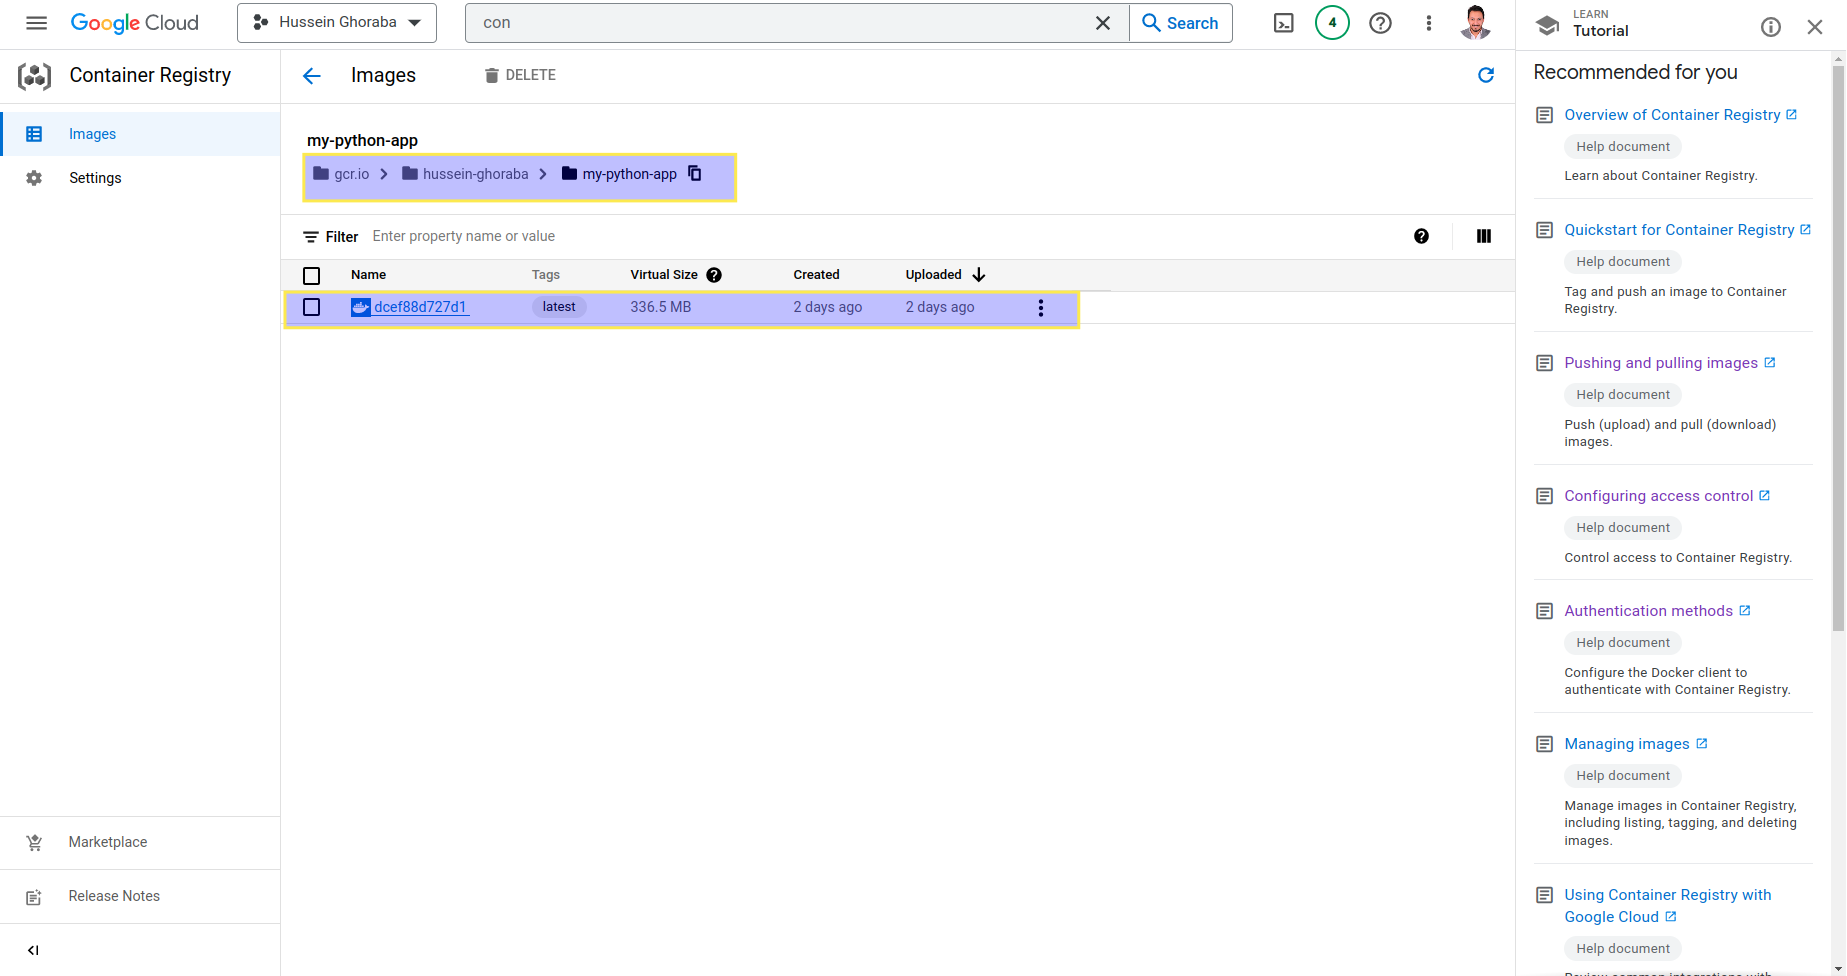 Google Cloud
Hussein Ghoraba
con
Search
4
LEARN
Tutorial
Container Registry
Images
DELETE
Images
Settings
my-python-app
gcr.io
hussein-ghoraba
my-python-app
Filter
Enter property name or value
Name
Tags
Virtual Size
Created
Uploaded
dcef88d727d1
latest
336.5 MB
2 days ago
2 days ago
Marketplace
Release Notes
Recommended for you
Overview of Container Registry
Help document
Learn about Container Registry.
Quickstart for Container Registry
Help document
Tag and push an image to Container
Registry.
Pushing and pulling images
Help document
Push (upload) and pull (download)
images.
Configuring access control
Help document
Control access to Container Registry.
Authentication methods
Help document
Configure the Docker client to
authenticate with Container Registry.
Managing images
Help document
Manage images in Container Registry,
including listing, tagging, and deleting
images.
Using Container Registry with
Google Cloud
Help document